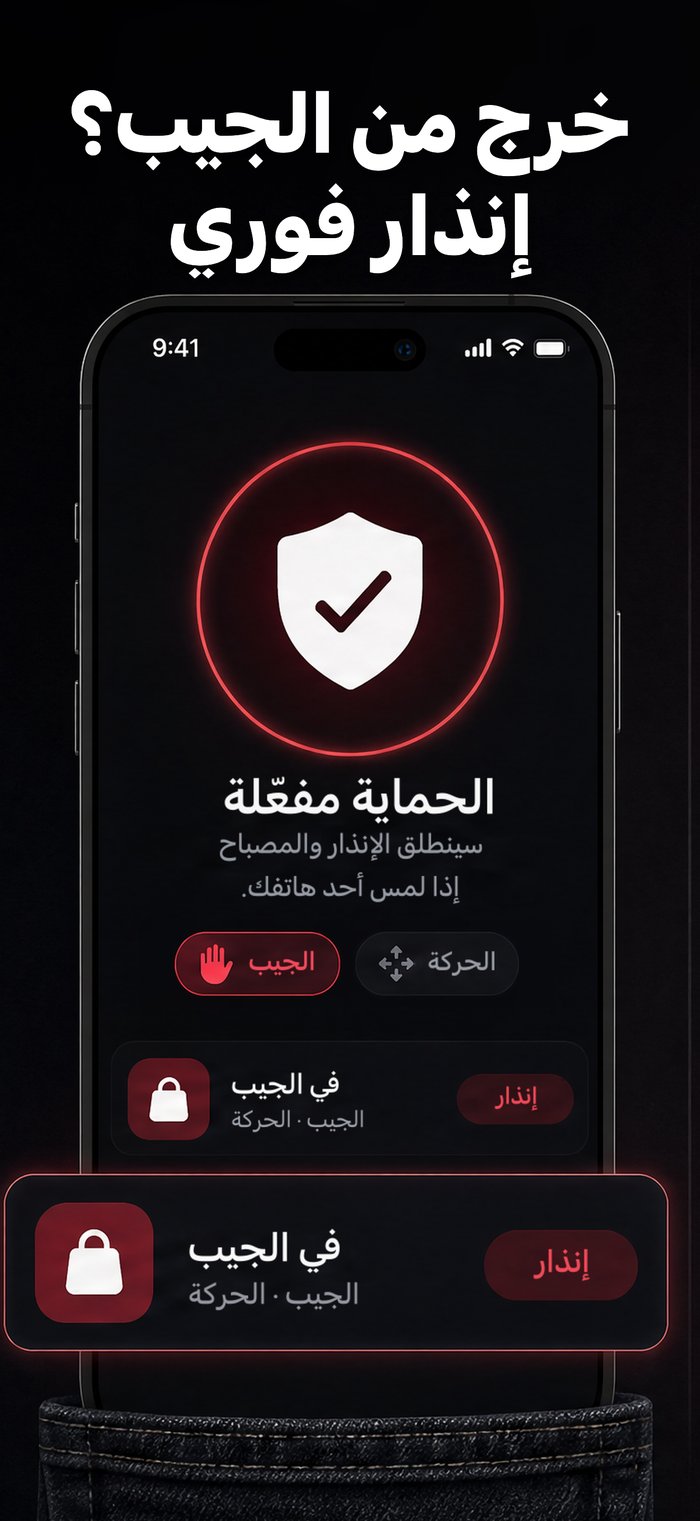 خرج من الجيب؟
إنذار فوري
9:41
الحماية مفعّلة
سينطلق الإنذار والمصباح
إذا لمس أحد هاتفك.
الحركة
الجيب
في الجيب
الجيب · الحركة
إنذار
في الجيب
الجيب · الحركة
إنذار